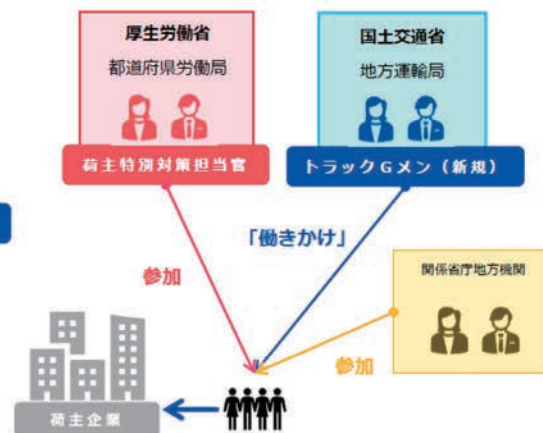 厚生労働省
都道府県労働局
荷主特別対策担当官
国土交通省
地方運輸局
トラックGメン（新規）
「働きかけ」
参加
関係省庁地方機関
参加
荷主企業